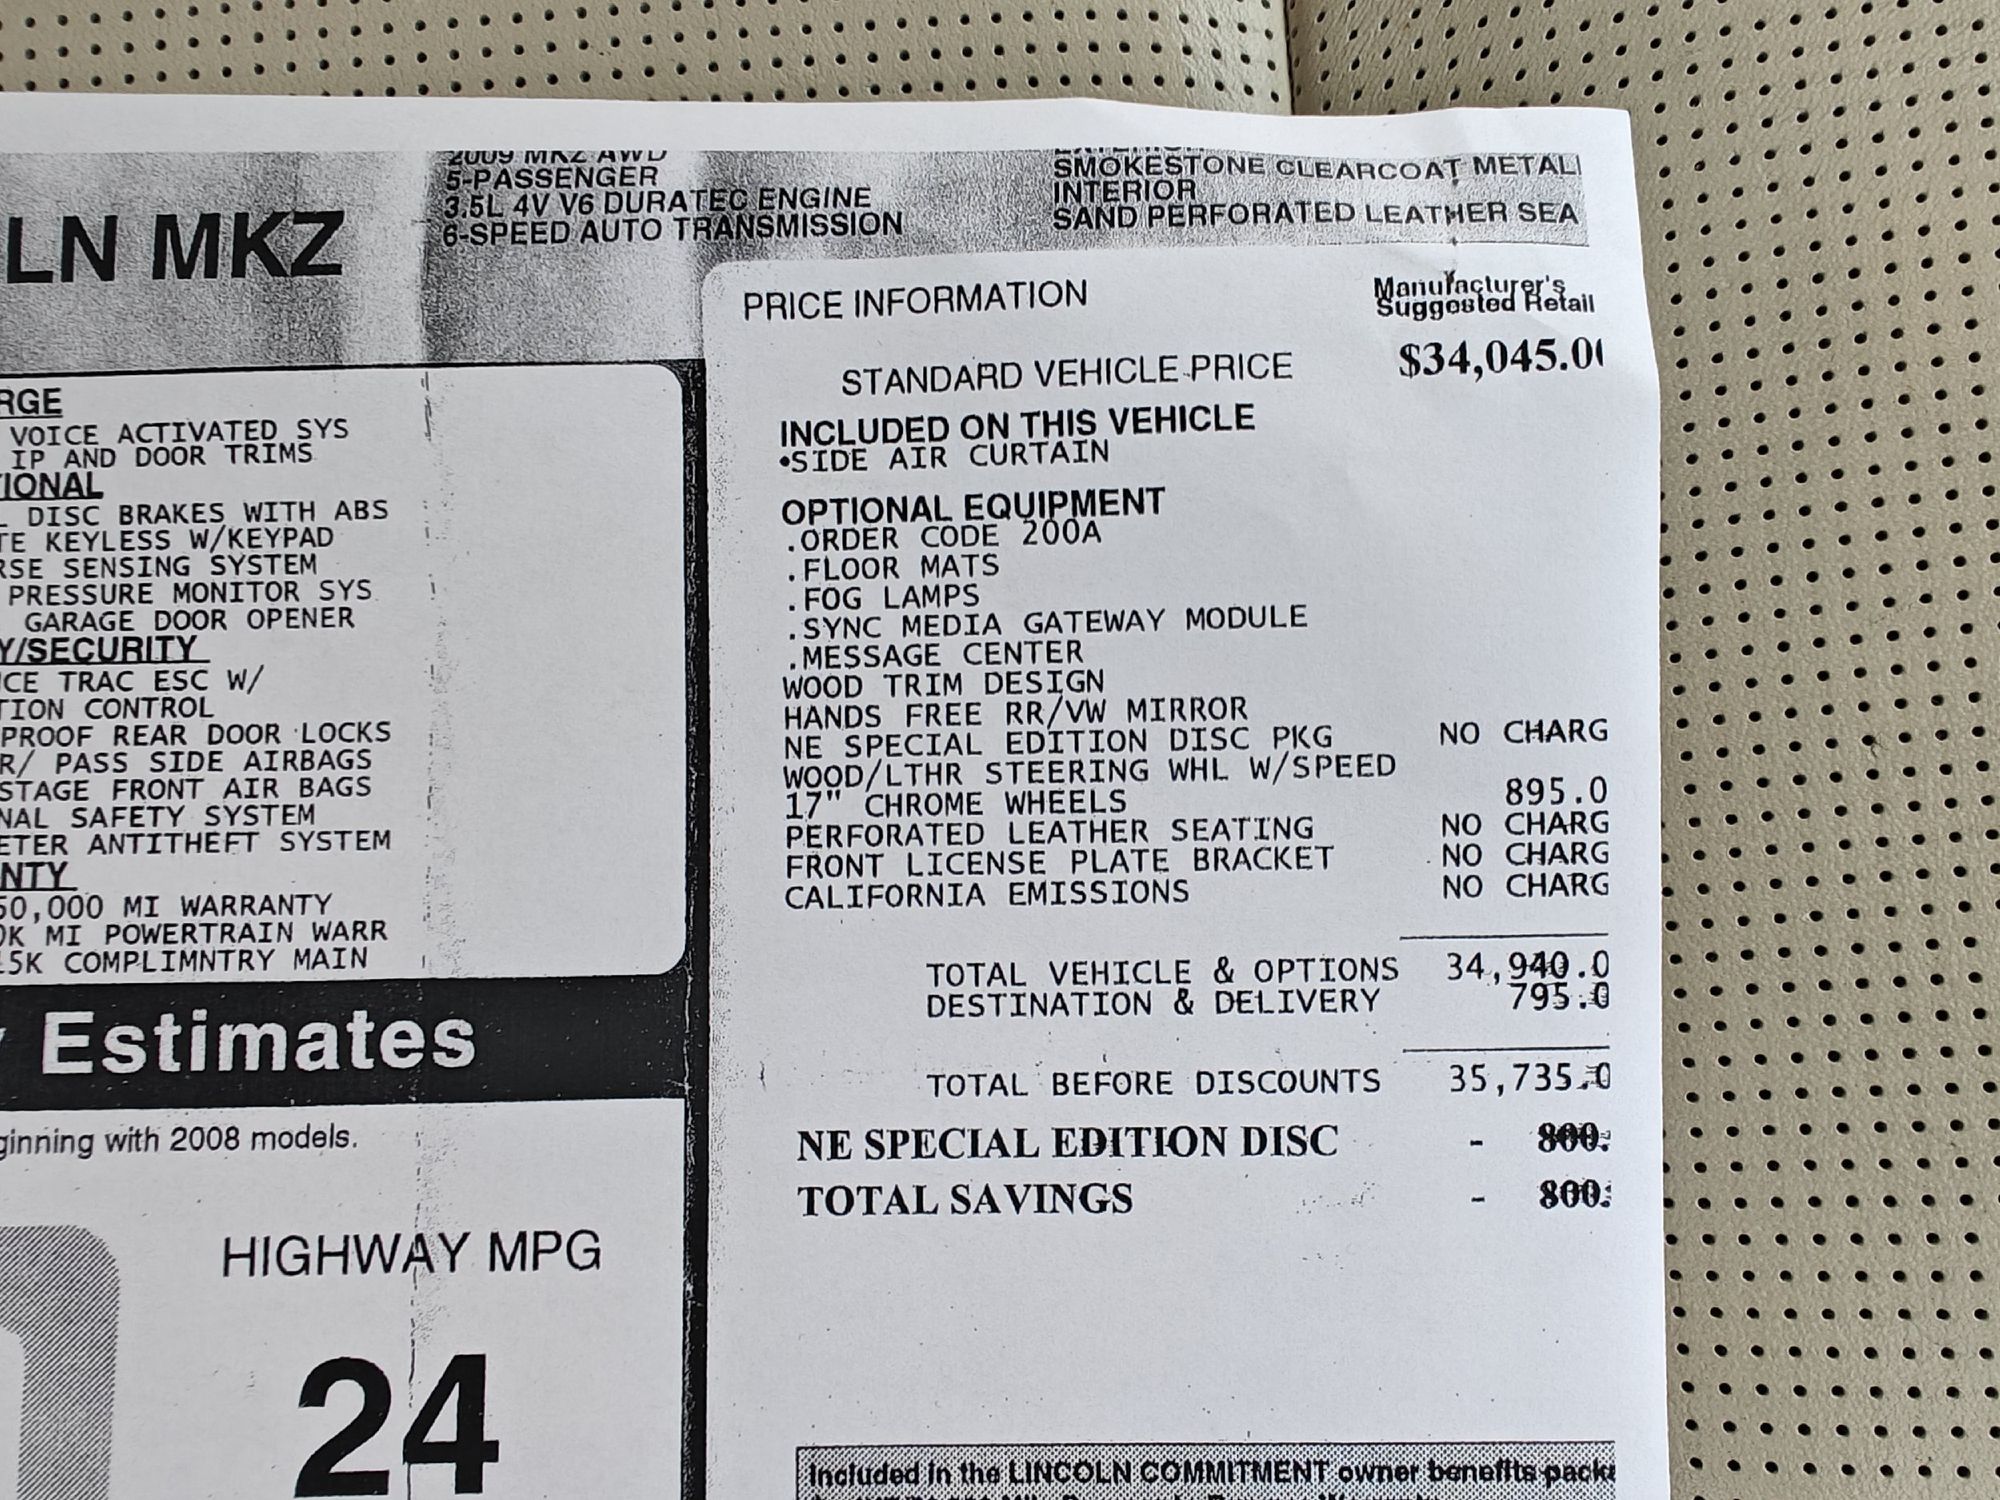 LN MKZ
2009 MKZ AWD
5-PASSENGER
3.5L 4V V6 DURATEC ENGINE
6-SPEED AUTO TRANSMISSION
SMOKESTONE CLEARCOAT METALI
INTERIOR
SAND PERFORATED LEATHER SEA
RGE
VOICE ACTIVATED SYS
IP AND DOOR TRIMS
IONAL
L DISC BRAKES WITH ABS
TE KEYLESS W/KEYPAD
RSE SENSING SYSTEM
PRESSURE MONITOR SYS
GARAGE DOOR OPENER
Y/SECURITY
CE TRAC ESC W/
TION CONTROL
PROOF REAR DOOR LOCKS
R/ PASS SIDE AIRBAGS
STAGE FRONT AIR BAGS
NAL SAFETY SYSTEM
ETER ANTITHEFT SYSTEM
NTY
50,000 MI WARRANTY
0K MI POWERTRAIN WARR
15K COMPLIMNTRY MAIN
Estimates
ginning with 2008 models.
HIGHWAY MPG
24
PRICE INFORMATION
Manufacturer's
Suggested Retail
STANDARD VEHICLE PRICE $34,045.00
INCLUDED ON THIS VEHICLE
•SIDE AIR CURTAIN
OPTIONAL EQUIPMENT
.ORDER CODE 200A
.FLOOR MATS
.FOG LAMPS
.SYNC MEDIA GATEWAY MODULE
.MESSAGE CENTER
WOOD TRIM DESIGN
HANDS FREE RR/VW MIRROR
NE SPECIAL EDITION DISC PKG NO CHARG
WOOD/LTHR STEERING WHL W/SPEED
17" CHROME WHEELS 895.0
PERFORATED LEATHER SEATING NO CHARG
FRONT LICENSE PLATE BRACKET NO CHARG
CALIFORNIA EMISSIONS NO CHARG
TOTAL VEHICLE & OPTIONS 34,940.0
DESTINATION & DELIVERY 795.0
TOTAL BEFORE DISCOUNTS 35,735.0
NE SPECIAL EDITION DISC - 800.
TOTAL SAVINGS - 800.
Included in the LINCOLN COMMITMENT owner benefits packa